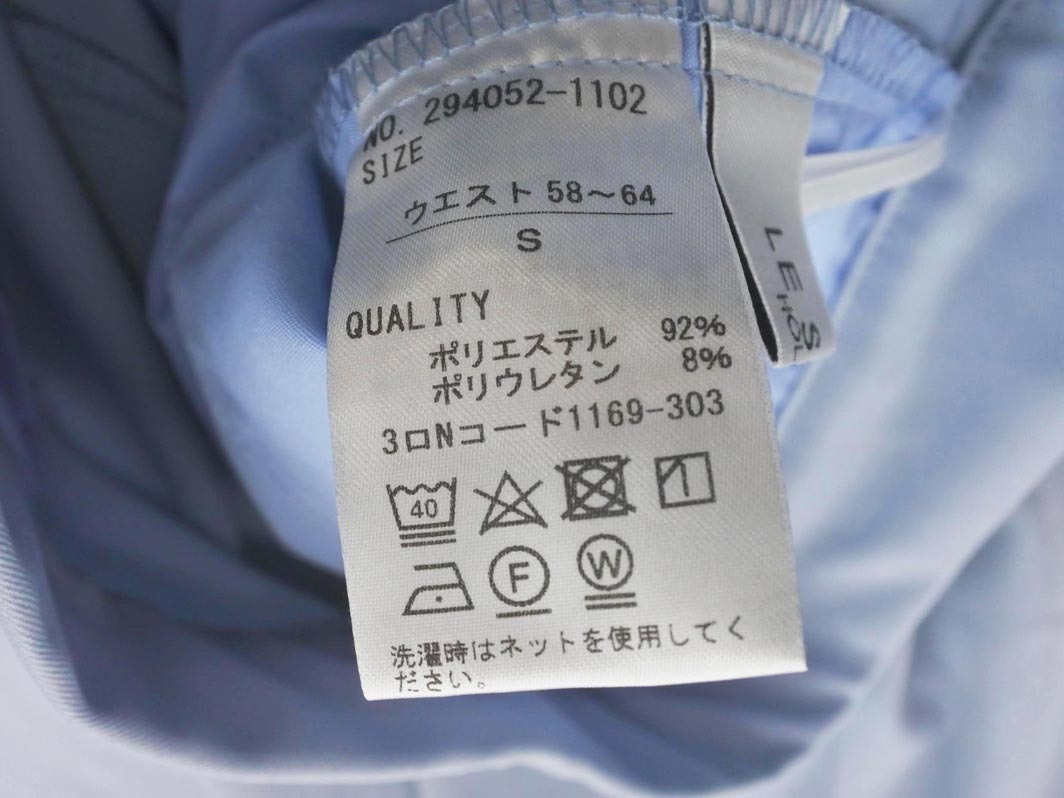 NO. 294052-1102
SIZE
ウエスト 58～64
S
QUALITY
ポリエステル 92%
ポリウレタン 8%
3ロNコード1169-303
40
F
W
洗濯時はネットを使用してく
ださい。
LE S
HOL